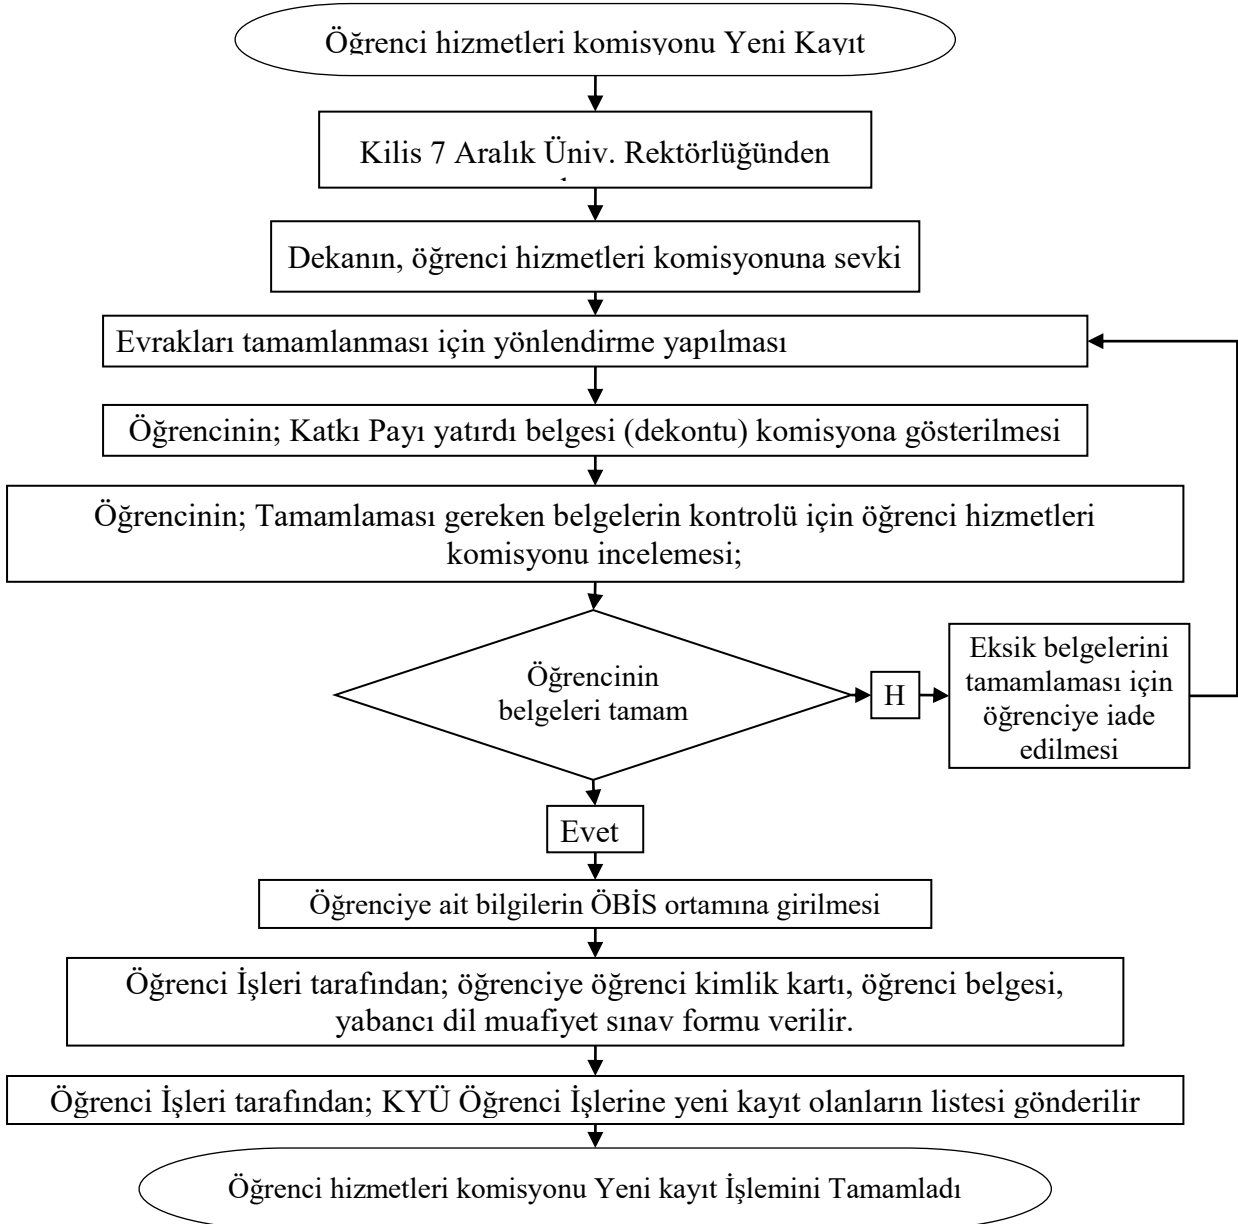 Öğrenci hizmetleri komisyonu Yeni Kayıt
Kilis 7 Aralık Üniv. Rektörlüğünden
Dekanın, öğrenci hizmetleri komisyonuna sevki
Evrakları tamamlanması için yönlendirme yapılması
Öğrencinin; Katkı Payı yatırdı belgesi (dekontu) komisyona gösterilmesi
Öğrencinin; Tamamlaması gereken belgelerin kontrolü için öğrenci hizmetleri
komisyonu incelemesi;
Öğrencinin
belgeleri tamam
H
Eksik belgelerini
tamamlaması için
öğrenciye iade
edilmesi
Evet
Öğrenciye ait bilgilerin ÖBİS ortamına girilmesi
Öğrenci İşleri tarafından; öğrenciye öğrenci kimlik kartı, öğrenci belgesi,
yabancı dil muafiyet sınav formu verilir.
Öğrenci İşleri tarafından; KYÜ Öğrenci İşlerine yeni kayıt olanların listesi gönderilir
Öğrenci hizmetleri komisyonu Yeni kayıt İşlemini Tamamladı